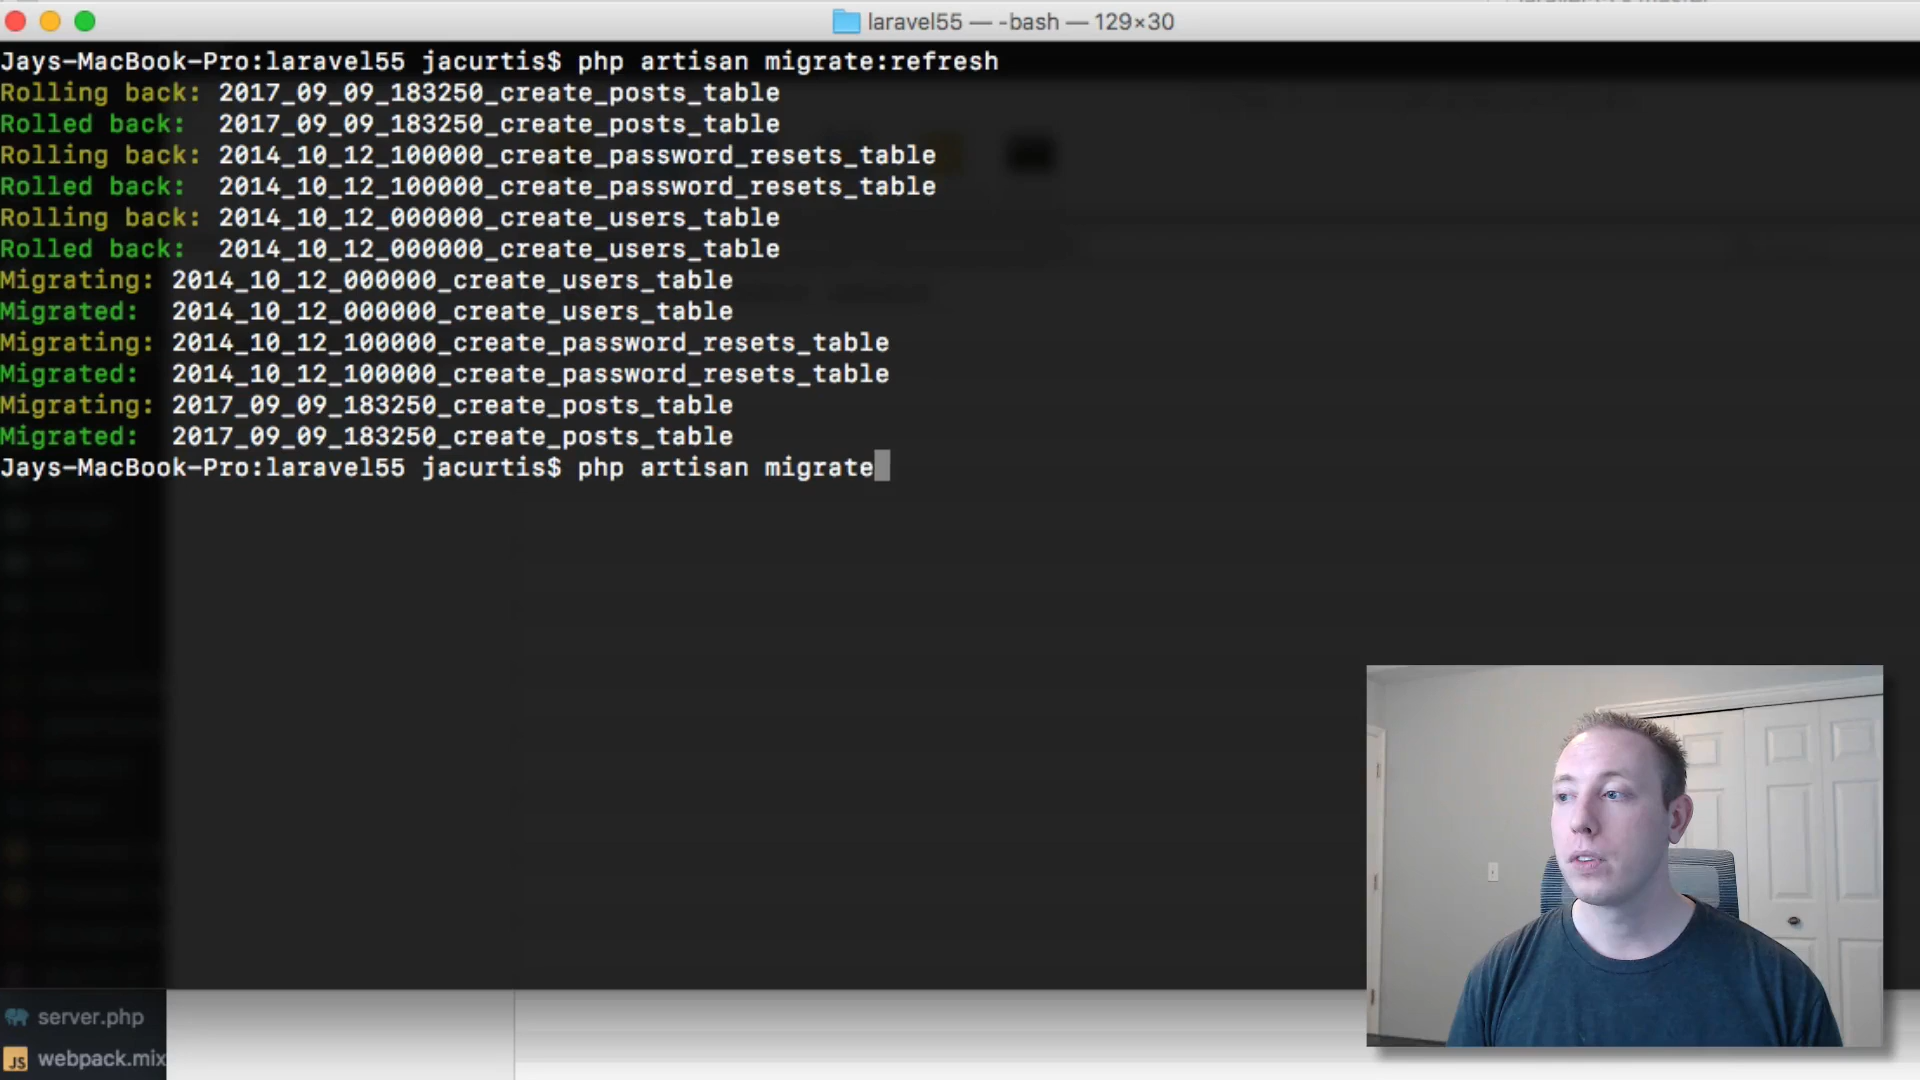 laravel55 — -bash — 129×30
Jays-MacBook-Pro:laravel55 jacurtis$ php artisan migrate:refresh
Rolling back: 2017_09_09_183250_create_posts_table
Rolled back:  2017_09_09_183250_create_posts_table
Rolling back: 2014_10_12_100000_create_password_resets_table
Rolled back:  2014_10_12_100000_create_password_resets_table
Rolling back: 2014_10_12_000000_create_users_table
Rolled back:  2014_10_12_000000_create_users_table
Migrating: 2014_10_12_000000_create_users_table
Migrated:  2014_10_12_000000_create_users_table
Migrating: 2014_10_12_100000_create_password_resets_table
Migrated:  2014_10_12_100000_create_password_resets_table
Migrating: 2017_09_09_183250_create_posts_table
Migrated:  2017_09_09_183250_create_posts_table
Jays-MacBook-Pro:laravel55 jacurtis$ php artisan migrate
server.php
JS webpack.mix